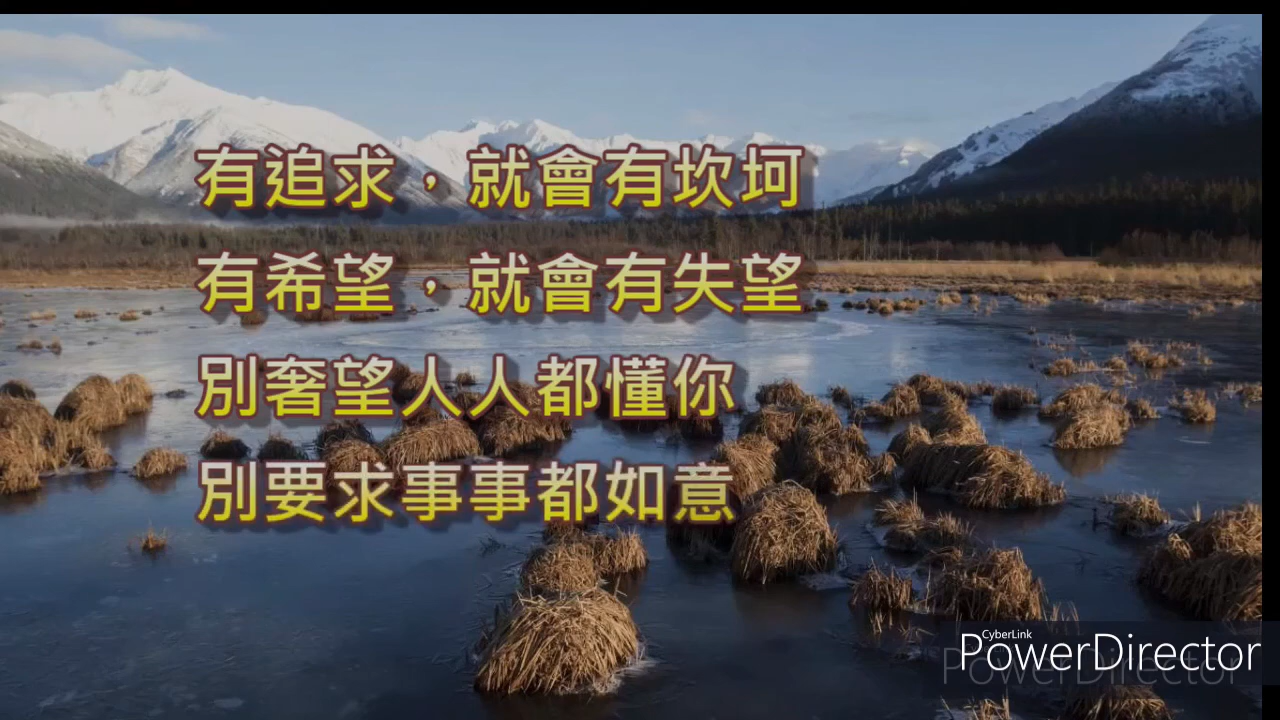 有追求，就會有坎坷
有希望，就會有失望
別奢望人人都懂你
別要求事事都如意
CyberLink
PowerDirector